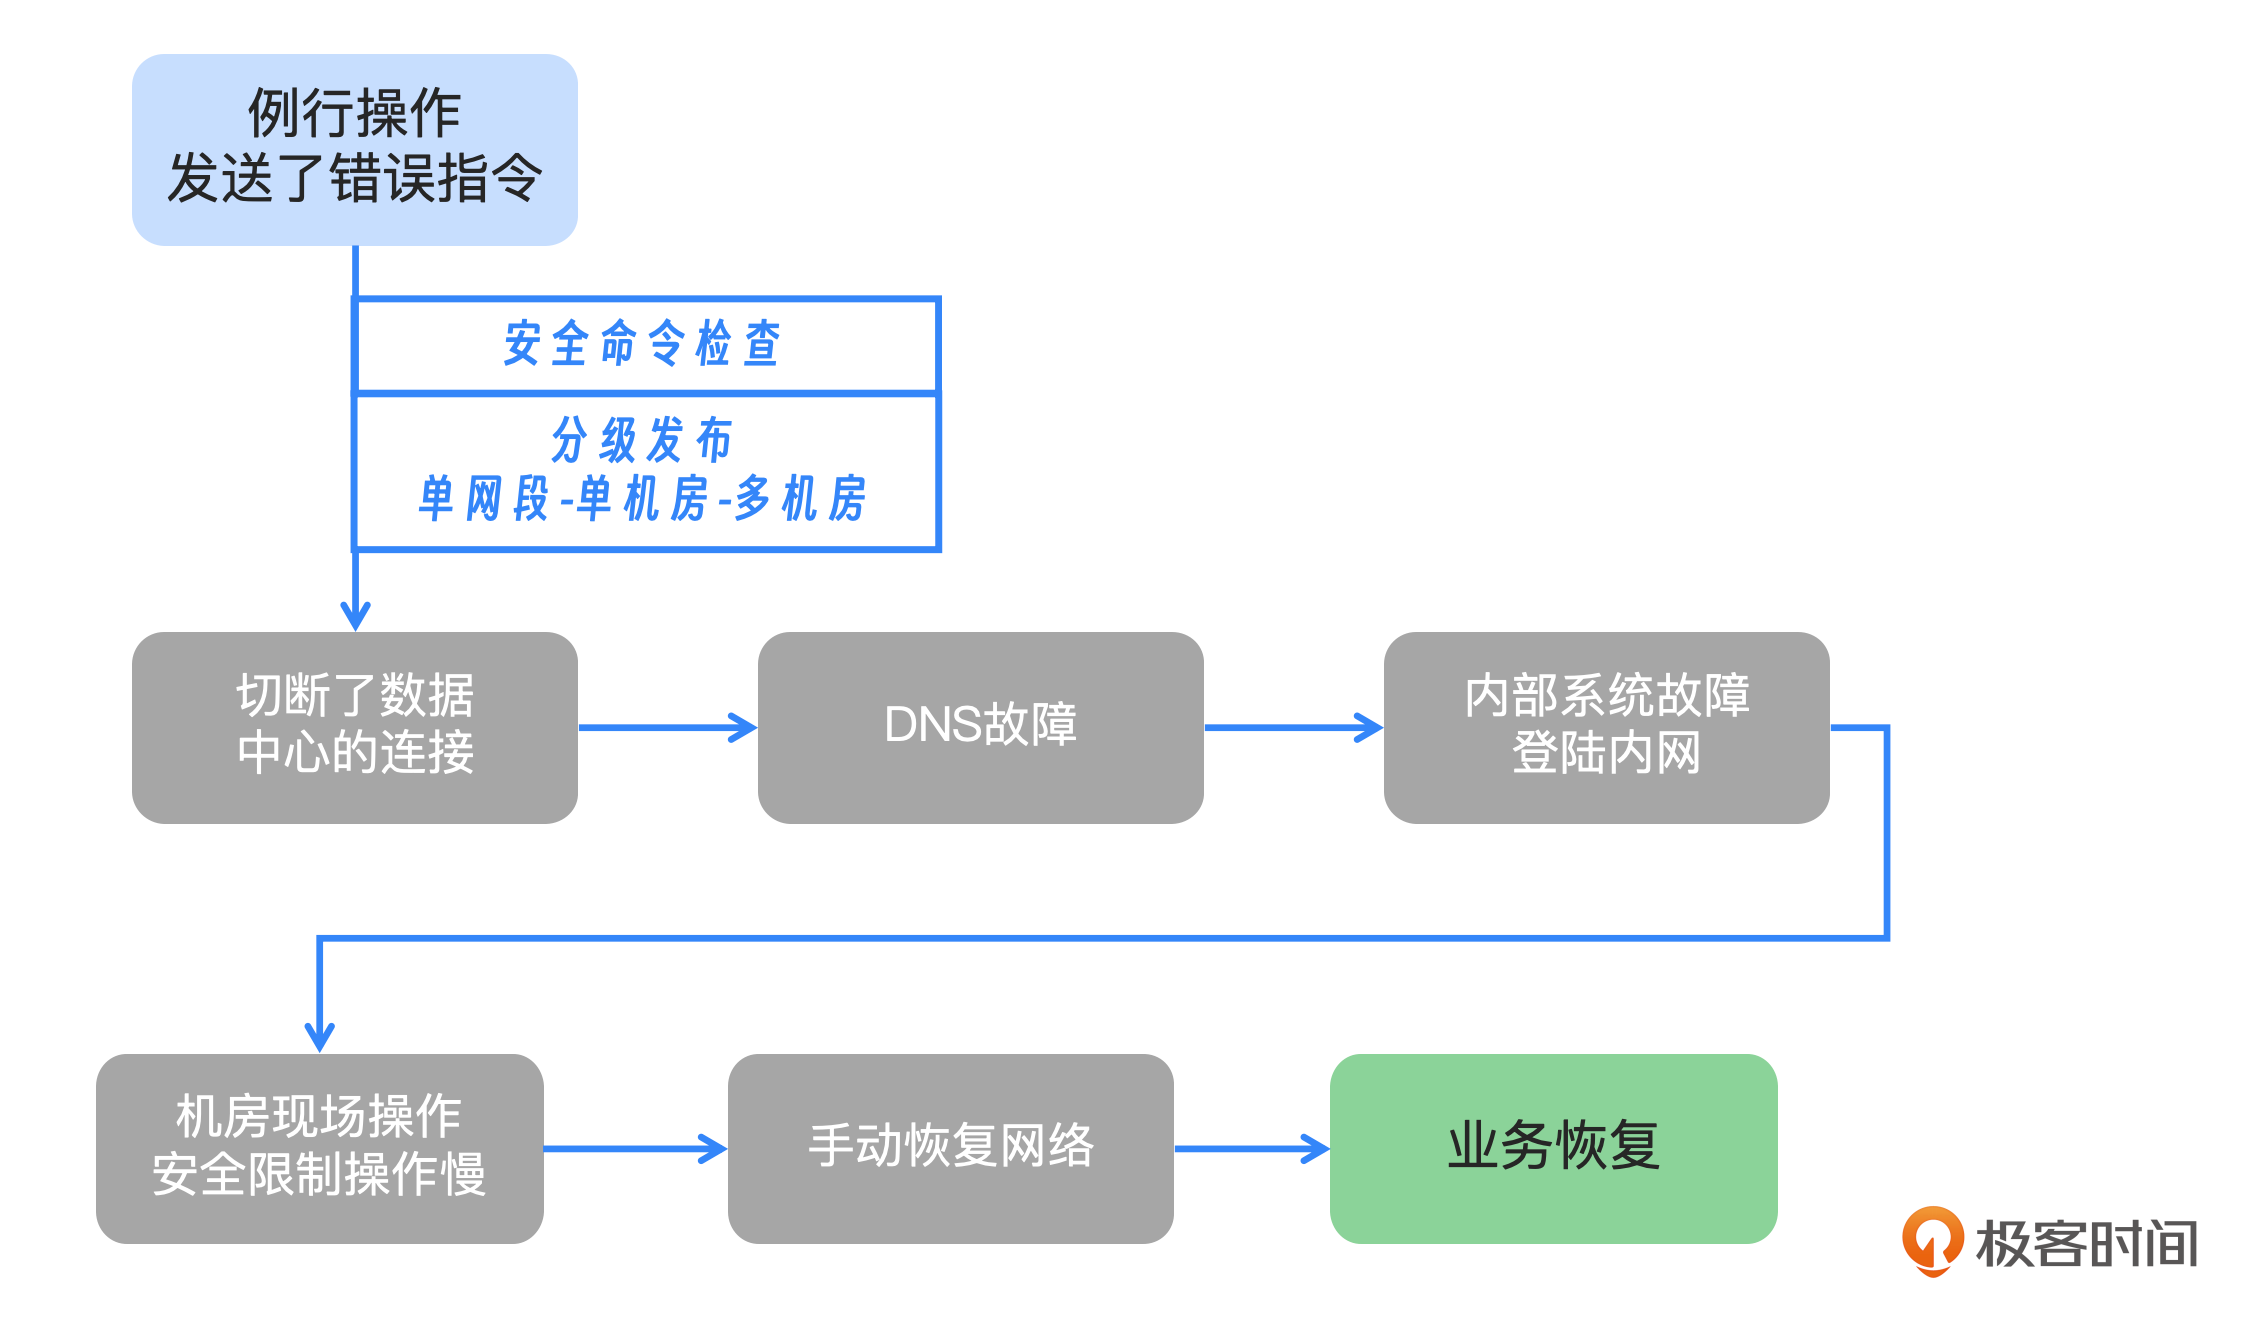 例行操作
发送了错误指令
安全命令检查
分级发布
单网段-单机房-多机房
切断了数据
中心的连接
DNS故障
内部系统故障
登陆内网
机房现场操作
安全限制操作慢
手动恢复网络
业务恢复
极客时间